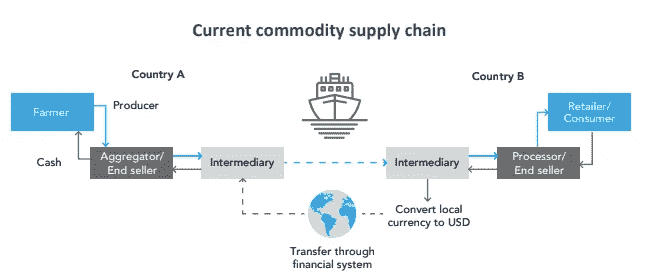 Current commodity supply chain
Country A
Country B
Farmer
Producer
Retailer/
Consumer
Cash
Aggregator/
End seller
Intermediary
Intermediary
Processor/
End seller
Convert local
currency to USD
Transfer through
financial system